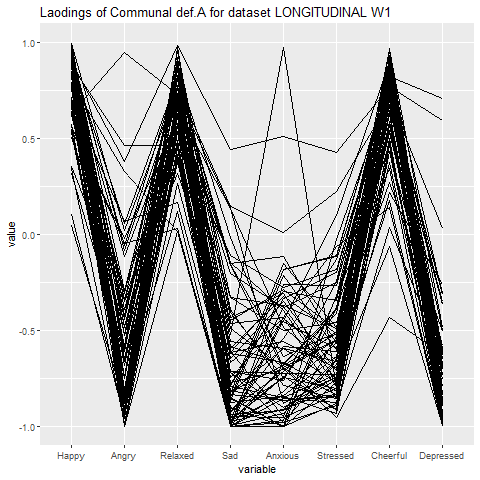 Laodings of Communal def.A for dataset LONGITUDINAL W1
1.0
0.5
0.0
-0.5
-1.0
value
Happy Angry Relaxed Sad Anxious Stressed Cheerful Depressed
variable